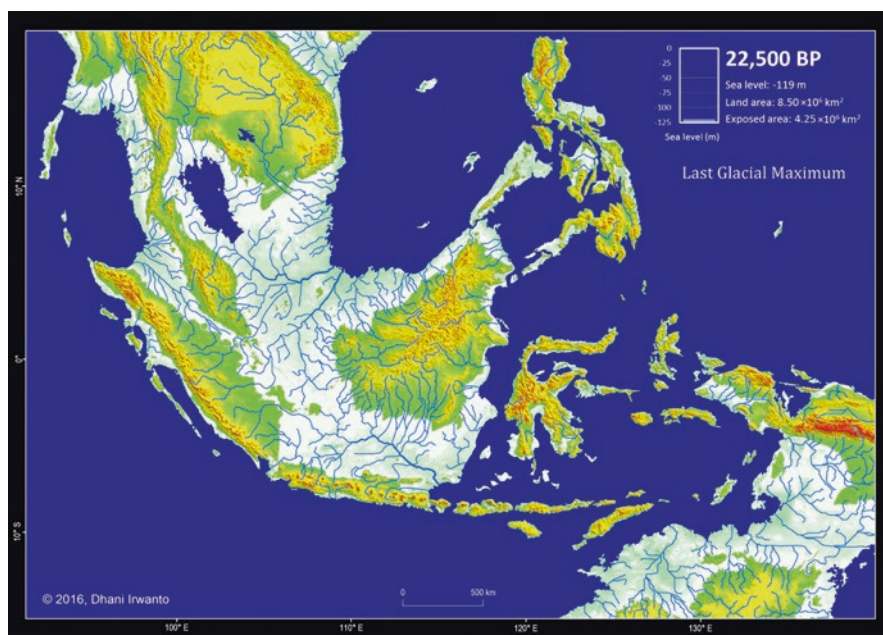 22,500 BP
0
-25
-50
-75
-100
-125
Sea level (m)
Sea level: -119 m
Land area: 8.50 ×10⁶ km²
Exposed area: 4.25 ×10⁶ km²
Last Glacial Maximum
10° N
0°
10° S
© 2016, Dhani Irwanto
0
500 km
100° E
110° E
120° E
130° E